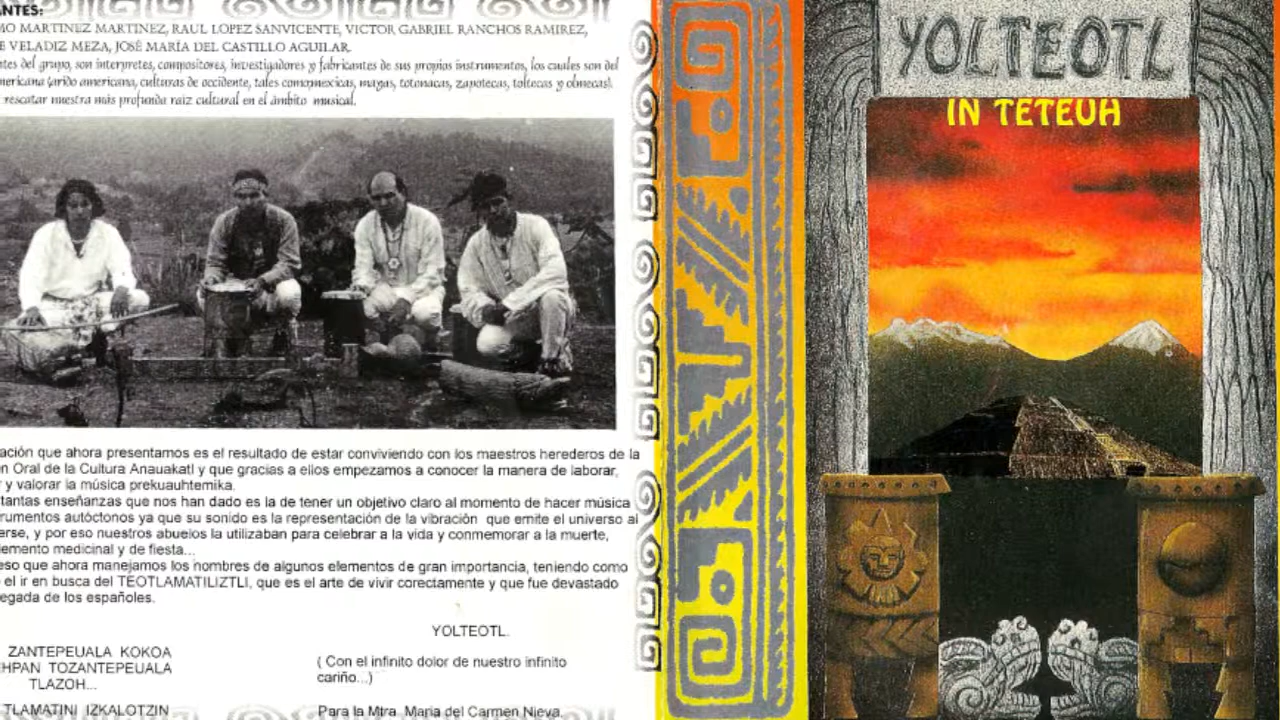 ANTES:
MO MARTINEZ MARTINEZ, RAUL LOPEZ SANVICENTE, VICTOR GABRIEL RANCHOS RAMIREZ,
E VELADIZ MEZA, JOSÉ MARÍA DEL CASTILLO AGUILAR
tes del grupo, son interpretes, compositores, investigadores y fabricantes de sus propios instrumentos, los cuales son del
mericana (arido americana, culturas de occidente, tales como mexicas, mayas, totonacas, zapotecas, toltecas y olmecas).
rescatar nuestra más profunda raiz cultural en el ámbito musical.
ación que ahora presentamos es el resultado de estar conviviendo con los maestros herederos de la
n Oral de la Cultura Anauakatl y que gracias a ellos empezamos a conocer la manera de laborar,
r y valorar la música prekuauhtemika.
tantas enseñanzas que nos han dado es la de tener un objetivo claro al momento de hacer música
trumentos autóctonos ya que su sonido es la representación de la vibración que emite el universo al
erse, y por eso nuestros abuelos la utilizaban para celebrar a la vida y conmemorar a la muerte,
lemento medicinal y de fiesta...
eso que ahora manejamos los nombres de algunos elementos de gran importancia, teniendo como
el ir en busca del TEOTLAMATILIZTLI, que es el arte de vivir corectamente y que fue devastado
egada de los españoles.
YOLTEOTL.
ZANTEPEUALA KOKOA
EHPAN TOZANTEPEUALA
TLAZOH...
( Con el infinito dolor de nuestro infinito
cariño...)
TLAMATINI IZKALOTZIN
Para la Mtra. Maria del Carmen Nieva.
YOLTEOTL
IN TETEUH